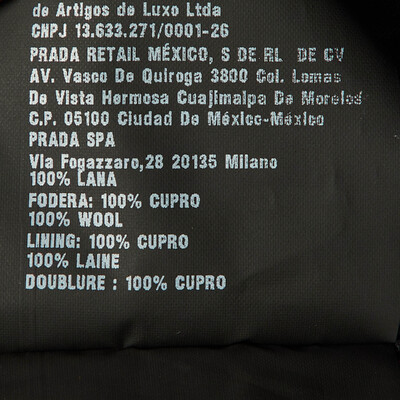 de Artigos de Luxo Ltda
CNPJ 13.633.271/0001-26
PRADA RETAIL MÉXICO, S DE RL DE CV
AV. Vasco De Quiroga 3800 Col. Lomas
De Vista Hermosa Cuajimalpa De Morelos
C.P. 05100 Ciudad De México-México
PRADA SPA
Via Fogazzaro,28 20135 Milano
100% LANA
FODERA: 100% CUPRO
100% WOOL
LINING: 100% CUPRO
100% LAINE
DOUBLURE : 100% CUPRO